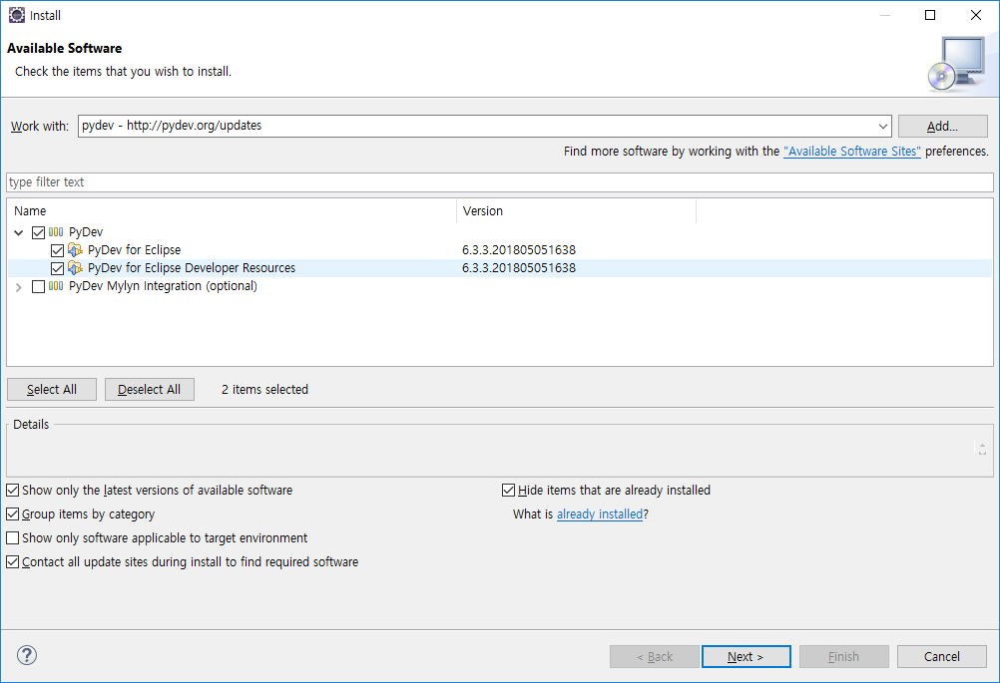 Install
Available Software
Check the items that you wish to install.
Work with: pydev - http://pydev.org/updates Add...
Find more software by working with the "Available Software Sites" preferences.
type filter text
Name Version
PyDev
PyDev for Eclipse 6.3.3.201805051638
PyDev for Eclipse Developer Resources 6.3.3.201805051638
PyDev Mylyn Integration (optional)
Select All Deselect All 2 items selected
Details
Show only the latest versions of available software Hide items that are already installed
Group items by category What is already installed?
Show only software applicable to target environment
Contact all update sites during install to find required software
? < Back Next > Finish Cancel